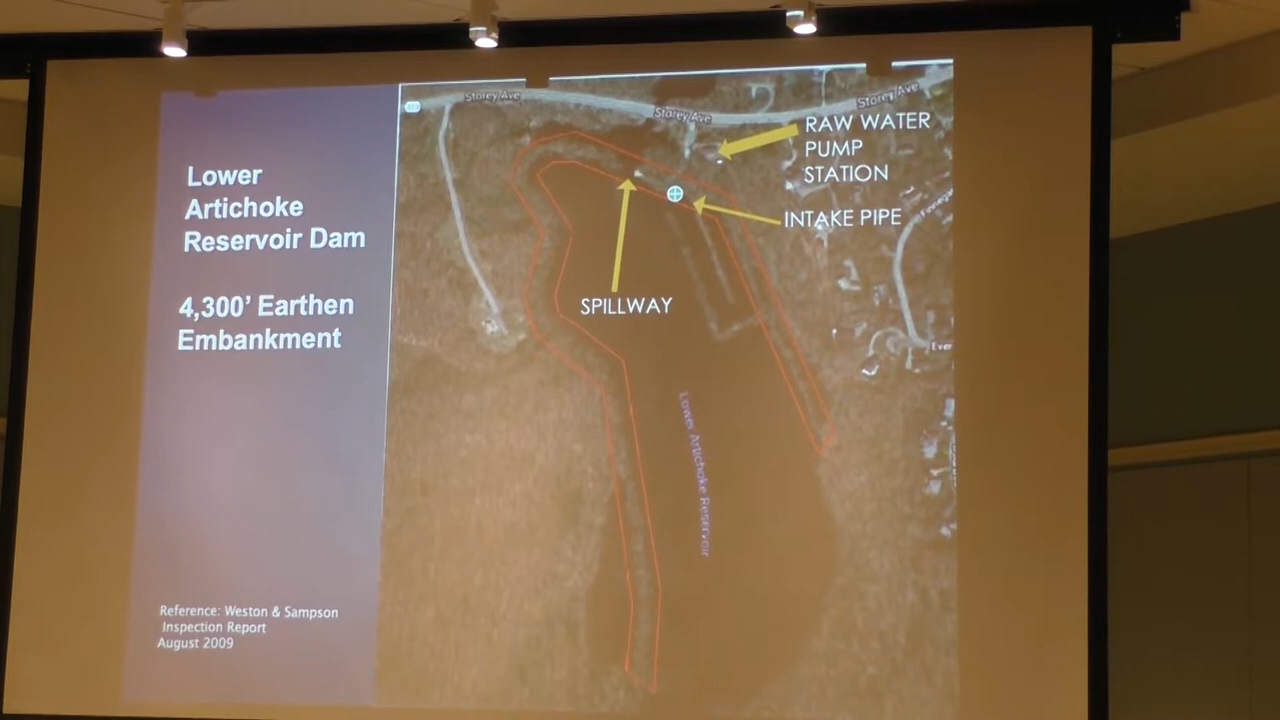 Lower
Artichoke
Reservoir Dam
4,300' Earthen
Embankment
Reference: Weston & Sampson
Inspection Report
August 2009
Storey Ave
Storey Ave
Storey Ave
RAW WATER
PUMP
STATION
INTAKE PIPE
SPILLWAY
Lower Artichoke Reservoir